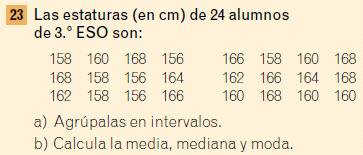 23 Las estaturas (en cm) de 24 alumnos
de 3.° ESO son:
158 160 168 156 166 158 160 168
168 158 156 164 162 166 164 168
162 158 156 166 160 168 160 160
a) Agrúpalas en intervalos.
b) Calcula la media, mediana y moda.